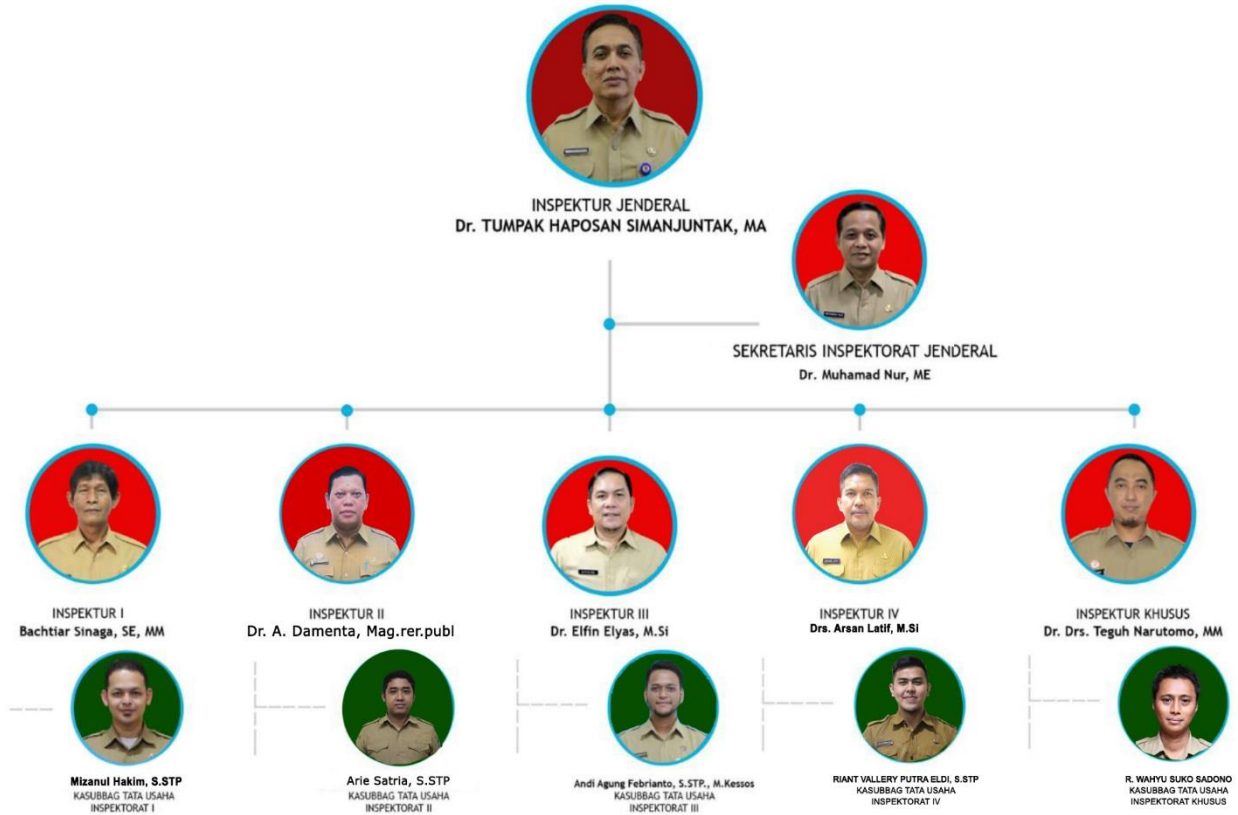 INSPEKTUR JENDERAL
Dr. TUMPAK HAPOSAN SIMANJUNTAK, MA
SEKRETARIS INSPEKTORAT JENDERAL
Dr. Muhamad Nur, ME
INSPEKTUR I
Bachtiar Sinaga, SE, MM
INSPEKTUR II
Dr. A. Damenta, Mag.rer.publ
INSPEKTUR III
Dr. Elfin Elyas, M.Si
INSPEKTUR IV
Drs. Arsan Latif, M.Si
INSPEKTUR KHUSUS
Dr. Drs. Teguh Narutomo, MM
Mizanul Hakim, S.STP
KASUBBAG TATA USAHA
INSPEKTORAT I
Arie Satria, S.STP
KASUBBAG TATA USAHA
INSPEKTORAT II
Andi Agung Febrianto, S.STP., M.Kessos
KASUBBAG TATA USAHA
INSPEKTORAT III
RIANT VALLERY PUTRA ELDI, S.STP
KASUBBAG TATA USAHA
INSPEKTORAT IV
R. WAHYU SUKO SADONO
KASUBBAG TATA USAHA
INSPEKTORAT KHUSUS